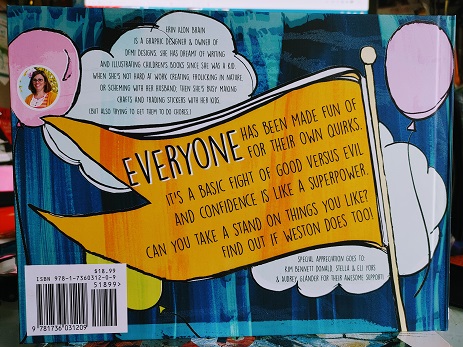 ERIN KLON BRAIN
IS A GRAPHIC DESIGNER & OWNER OF
DFMI DESIGNS. SHE HAS DREAMT OF WRITING
AND ILLUSTRATING CHILDREN'S BOOKS SINCE SHE WAS A KID.
WHEN SHE'S NOT HARD AT WORK CREATING, FROLICKING IN NATURE,
OR SCHEMING WITH HER HUSBAND; THEN SHE'S BUSY MAKING
CRAFTS AND TRADING STICKERS WITH HER KIDS.
(BUT ALSO TRYING TO GET THEM TO DO CHORES.)
EVERYONE HAS BEEN MADE FUN OF
FOR THEIR OWN QUIRKS.
IT'S A BASIC FIGHT OF GOOD VERSUS EVIL
AND CONFIDENCE IS LIKE A SUPERPOWER.
CAN YOU TAKE A STAND ON THINGS YOU LIKE?
FIND OUT IF WESTON DOES TOO!
SPECIAL APPRECIATION GOES TO:
KIM BENNETT DONALD, STELLA & ELI YOBS
& AUDREY GLANDER FOR THEIR AWESOME SUPPORT!
$18.99
ISBN 978-1-7360312-0-9
51899>
9 781736 031209